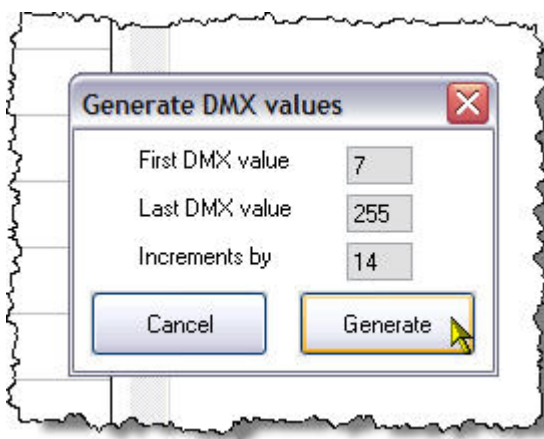 Generate DMX values
First DMX value 7
Last DMX value 255
Increments by 14
Cancel Generate